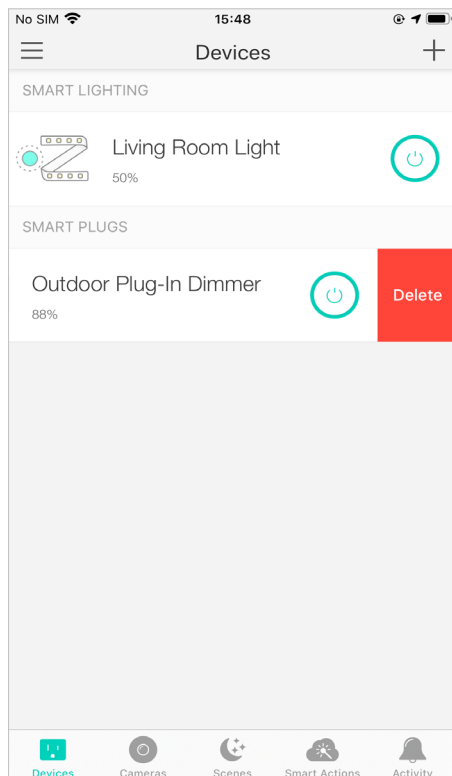 No SIM 15:48
Devices
SMART LIGHTING
Living Room Light
50%
SMART PLUGS
Outdoor Plug-In Dimmer
88%
Delete
Devices Cameras Scenes Smart Actions Activity